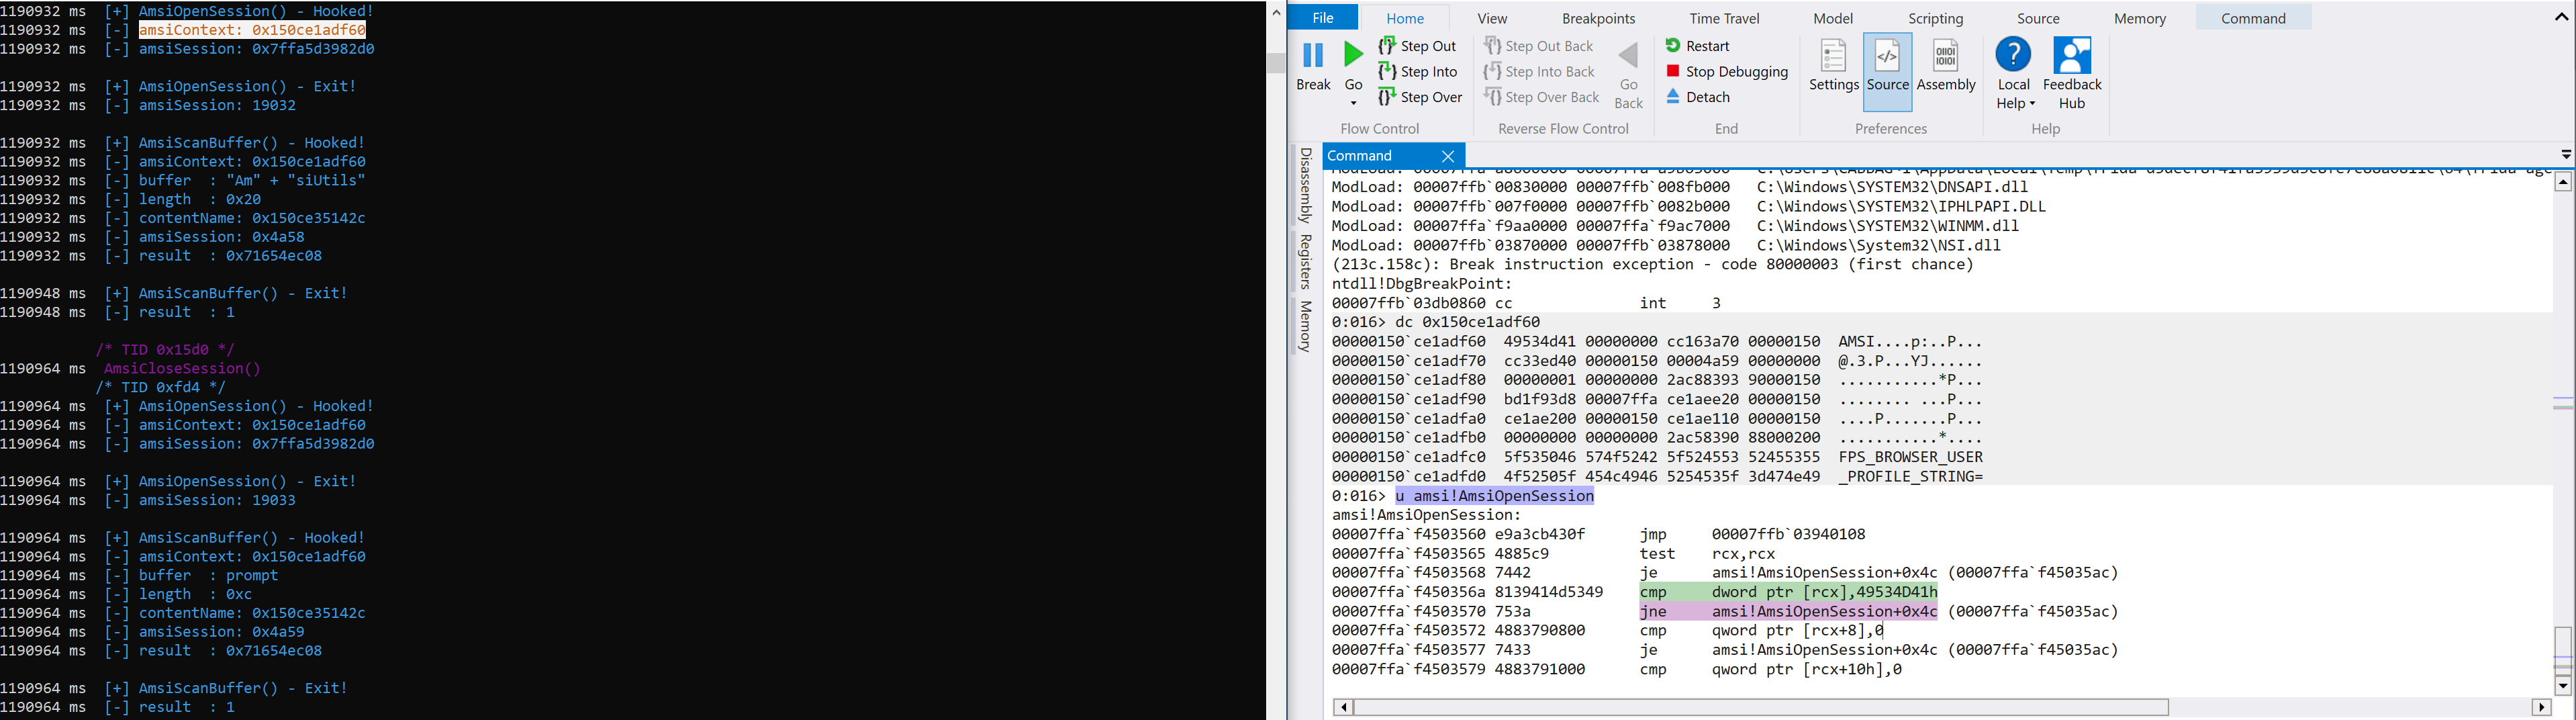 1190932 ms  [+] AmsiOpenSession() - Hooked!
1190932 ms  [-] amsiContext: 0x150ce1adf60
1190932 ms  [-] amsiSession: 0x7ffa5d3982d0
1190932 ms  [+] AmsiOpenSession() - Exit!
1190932 ms  [-] amsiSession: 19032
1190932 ms  [+] AmsiScanBuffer() - Hooked!
1190932 ms  [-] amsiContext: 0x150ce1adf60
1190932 ms  [-] buffer  : "Am" + "siUtils"
1190932 ms  [-] length  : 0x20
1190932 ms  [-] contentName: 0x150ce35142c
1190932 ms  [-] amsiSession: 0x4a58
1190932 ms  [-] result  : 0x71654ec08
1190948 ms  [+] AmsiScanBuffer() - Exit!
1190948 ms  [-] result  : 1
/* TID 0x15d0 */
1190964 ms  AmsiCloseSession()
/* TID 0xfd4 */
1190964 ms  [+] AmsiOpenSession() - Hooked!
1190964 ms  [-] amsiContext: 0x150ce1adf60
1190964 ms  [-] amsiSession: 0x7ffa5d3982d0
1190964 ms  [+] AmsiOpenSession() - Exit!
1190964 ms  [-] amsiSession: 19033
1190964 ms  [+] AmsiScanBuffer() - Hooked!
1190964 ms  [-] amsiContext: 0x150ce1adf60
1190964 ms  [-] buffer  : prompt
1190964 ms  [-] length  : 0xc
1190964 ms  [-] contentName: 0x150ce35142c
1190964 ms  [-] amsiSession: 0x4a59
1190964 ms  [-] result  : 0x71654ec08
1190964 ms  [+] AmsiScanBuffer() - Exit!
1190964 ms  [-] result  : 1
File Home View Breakpoints Time Travel Model Scripting Source Memory Command
Break
Go
Step Out
Step Into
Step Over
Flow Control
Step Out Back
Step Into Back
Step Over Back
Go Back
Reverse Flow Control
Restart
Stop Debugging
Detach
End
Settings Source Assembly
Preferences
Local Help
Feedback Hub
Help
Disassembly
Registers
Memory
Command
ModLoad: 00007ffb`00830000 00007ffb`008fb000   C:\Windows\SYSTEM32\DNSAPI.dll
ModLoad: 00007ffb`007f0000 00007ffb`0082b000   C:\Windows\SYSTEM32\IPHLPAPI.DLL
ModLoad: 00007ffa`f9aa0000 00007ffa`f9ac7000   C:\Windows\SYSTEM32\WINMM.dll
ModLoad: 00007ffb`03870000 00007ffb`03878000   C:\Windows\System32\NSI.dll
(213c.158c): Break instruction exception - code 80000003 (first chance)
ntdll!DbgBreakPoint:
00007ffb`03db0860 cc              int     3
0:016> dc 0x150ce1adf60
00000150`ce1adf60  49534d41 00000000 cc163a70 00000150  AMSI....p:..P...
00000150`ce1adf70  cc33ed40 00000150 00004a59 00000000  @.3.P...YJ......
00000150`ce1adf80  00000001 00000000 2ac88393 90000150  ...........*P...
00000150`ce1adf90  bd1f93d8 00007ffa ce1aee20 00000150  ........ ...P...
00000150`ce1adfa0  ce1ae200 00000150 ce1ae110 00000150  ....P.......P...
00000150`ce1adfb0  00000000 00000000 2ac58390 88000200  ...........*....
00000150`ce1adfc0  5f535046 574f5242 5f524553 52455355  FPS_BROWSER_USER
00000150`ce1adfd0  4f52505f 454c4946 5254535f 3d474e49  _PROFILE_STRING=
0:016> u amsi!AmsiOpenSession
amsi!AmsiOpenSession:
00007ffa`f4503560 e9a3cb430f      jmp     00007ffb`03940108
00007ffa`f4503565 4885c9          test    rcx,rcx
00007ffa`f4503568 7442            je      amsi!AmsiOpenSession+0x4c (00007ffa`f45035ac)
00007ffa`f450356a 8139414d5349    cmp     dword ptr [rcx],49534D41h
00007ffa`f4503570 753a            jne     amsi!AmsiOpenSession+0x4c (00007ffa`f45035ac)
00007ffa`f4503572 4883790800      cmp     qword ptr [rcx+8],0
00007ffa`f4503577 7433            je      amsi!AmsiOpenSession+0x4c (00007ffa`f45035ac)
00007ffa`f4503579 4883791000      cmp     qword ptr [rcx+10h],0